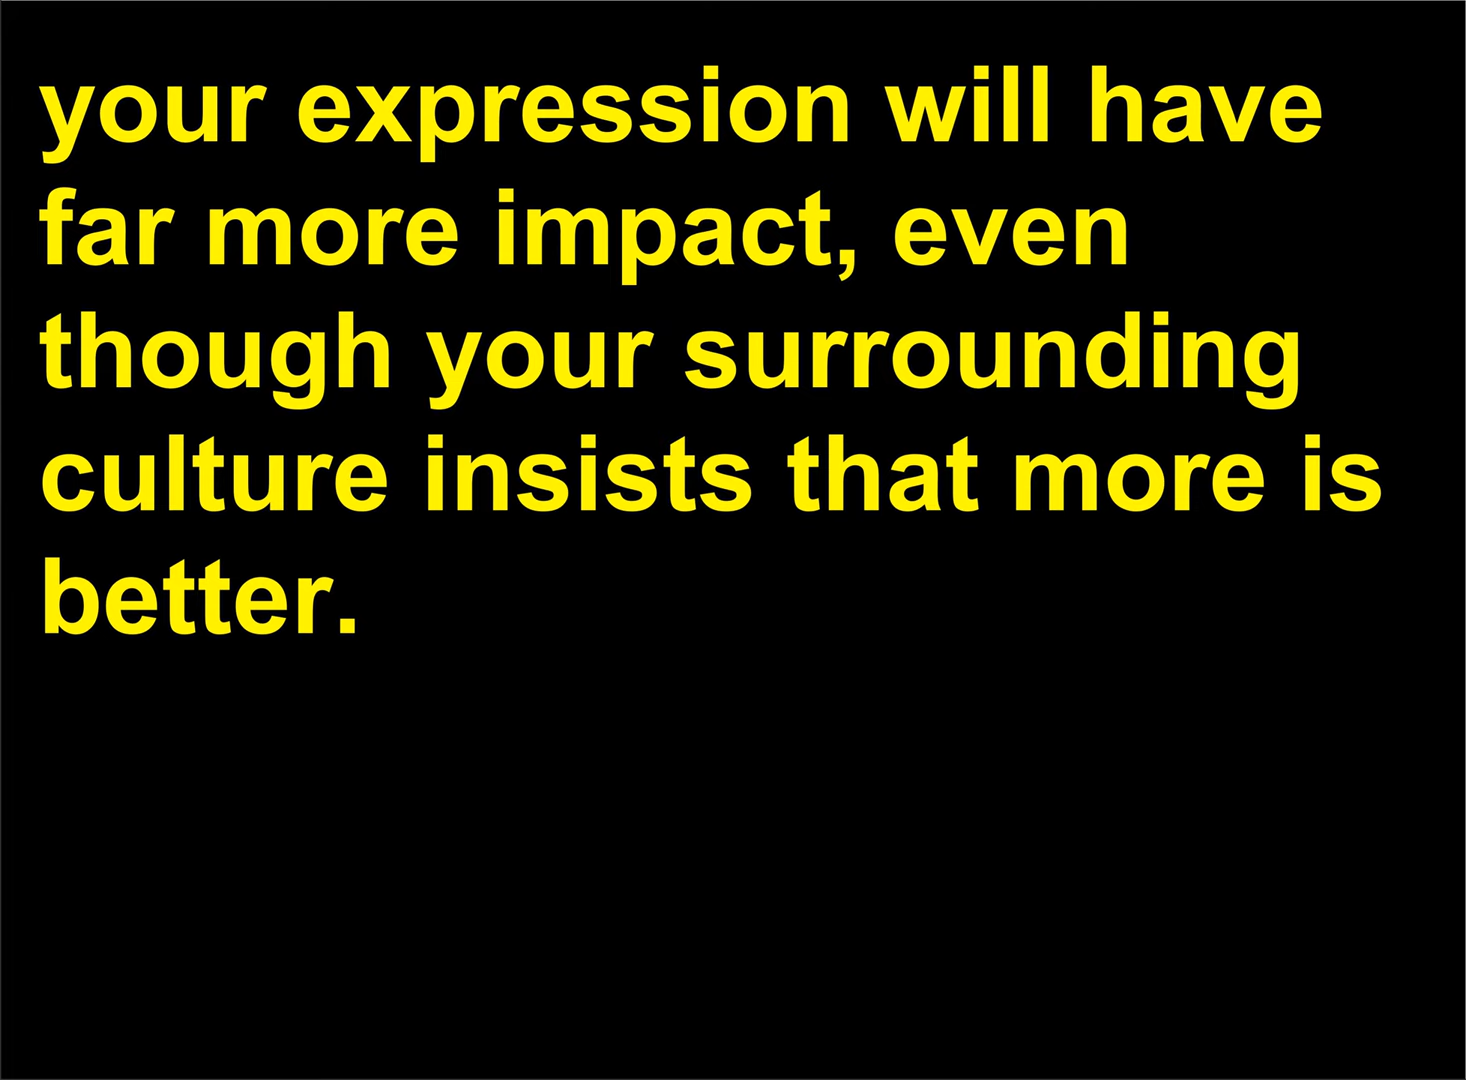 your expression will have
far more impact, even
though your surrounding
culture insists that more is
better.